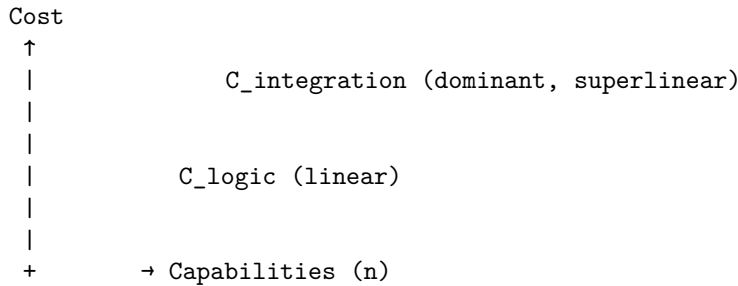 Cost
↑
| C_integration (dominant, superlinear)
|
|
| C_logic (linear)
|
|
+ → Capabilities (n)